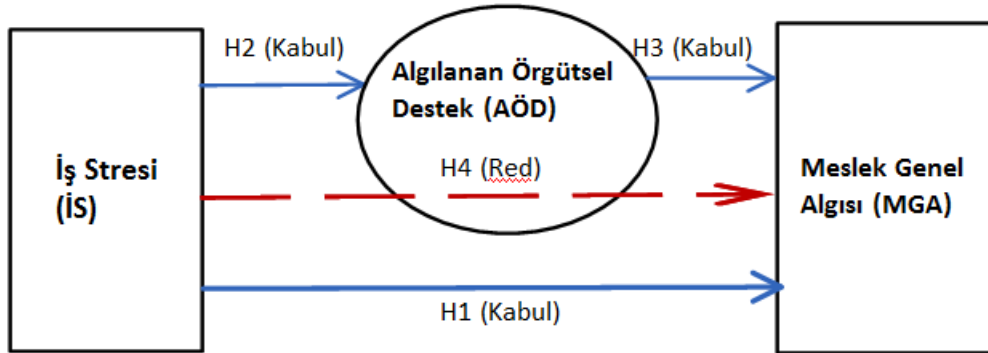 H2 (Kabul)
H3 (Kabul)
Algılanan Örgütsel
Destek (AÖD)
İş Stresi
(İS)
H4 (Red)
Meslek Genel
Algısı (MGA)
H1 (Kabul)